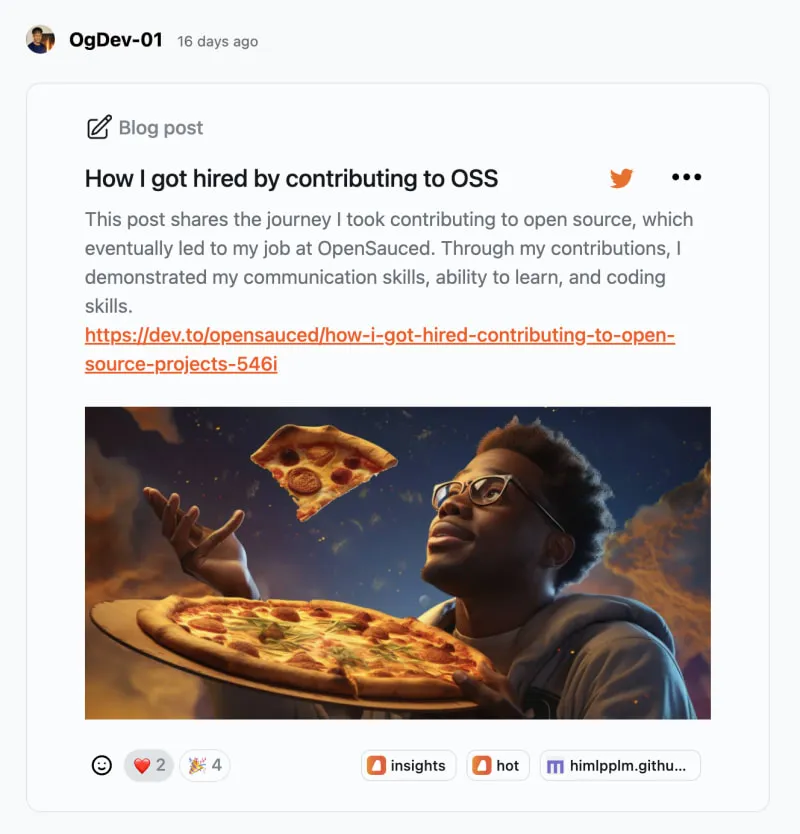 OgDev-01 16 days ago
Blog post
How I got hired by contributing to OSS
This post shares the journey I took contributing to open source, which
eventually led to my job at OpenSauced. Through my contributions, I
demonstrated my communication skills, ability to learn, and coding
skills.
https://dev.to/opensauced/how-i-got-hired-contributing-to-open-
source-projects-546i
2 4 insights hot himlpplm.githu...